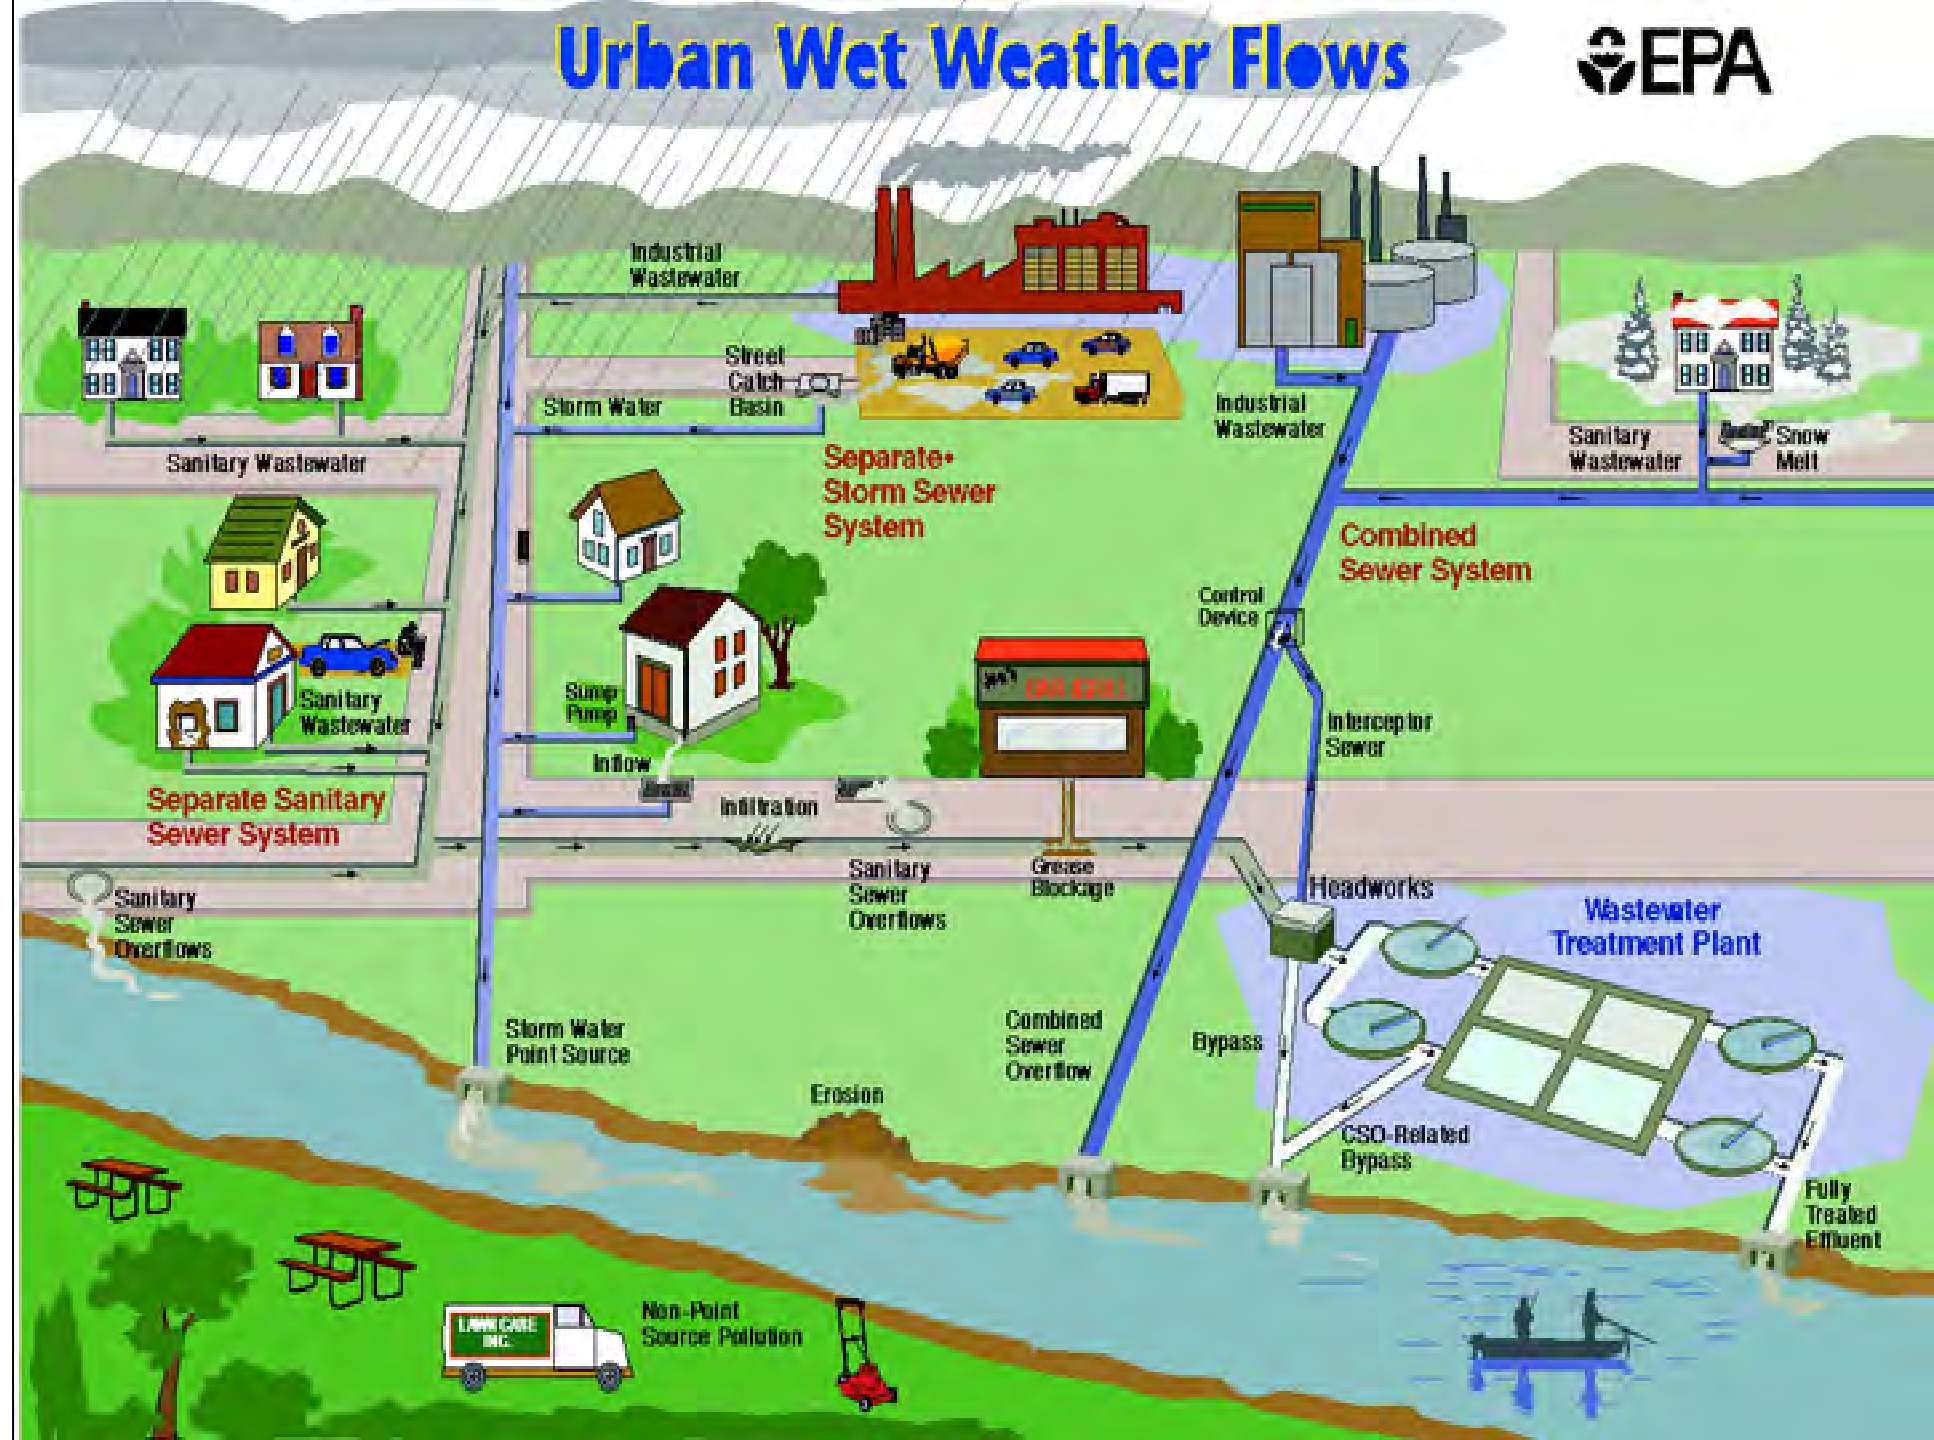 Urban Wet Weather Flows
EPA
Industrial
Wastewater
Street
Catch
Basin
Storm Water
Separate•
Storm Sewer
System
Industrial
Wastewater
Sanitary
Wastewater
Snow
Melt
Sanitary Wastewater
Combined
Sewer System
Control
Device
Sump
Pump
Sanitary
Wastewater
Interceptor
Sewer
Inflow
Infiltration
Separate Sanitary
Sewer System
Sanitary
Sewer
Overflows
Grease
Blockage
Headworks
Sanitary
Sewer
Overflows
Wastewater
Treatment Plant
Storm Water
Point Source
Combined
Sewer
Overflow
Bypass
Erosion
CSO-Related
Bypass
Fully
Treated
Effluent
LAWN CARE
INC.
Non-Point
Source Pollution